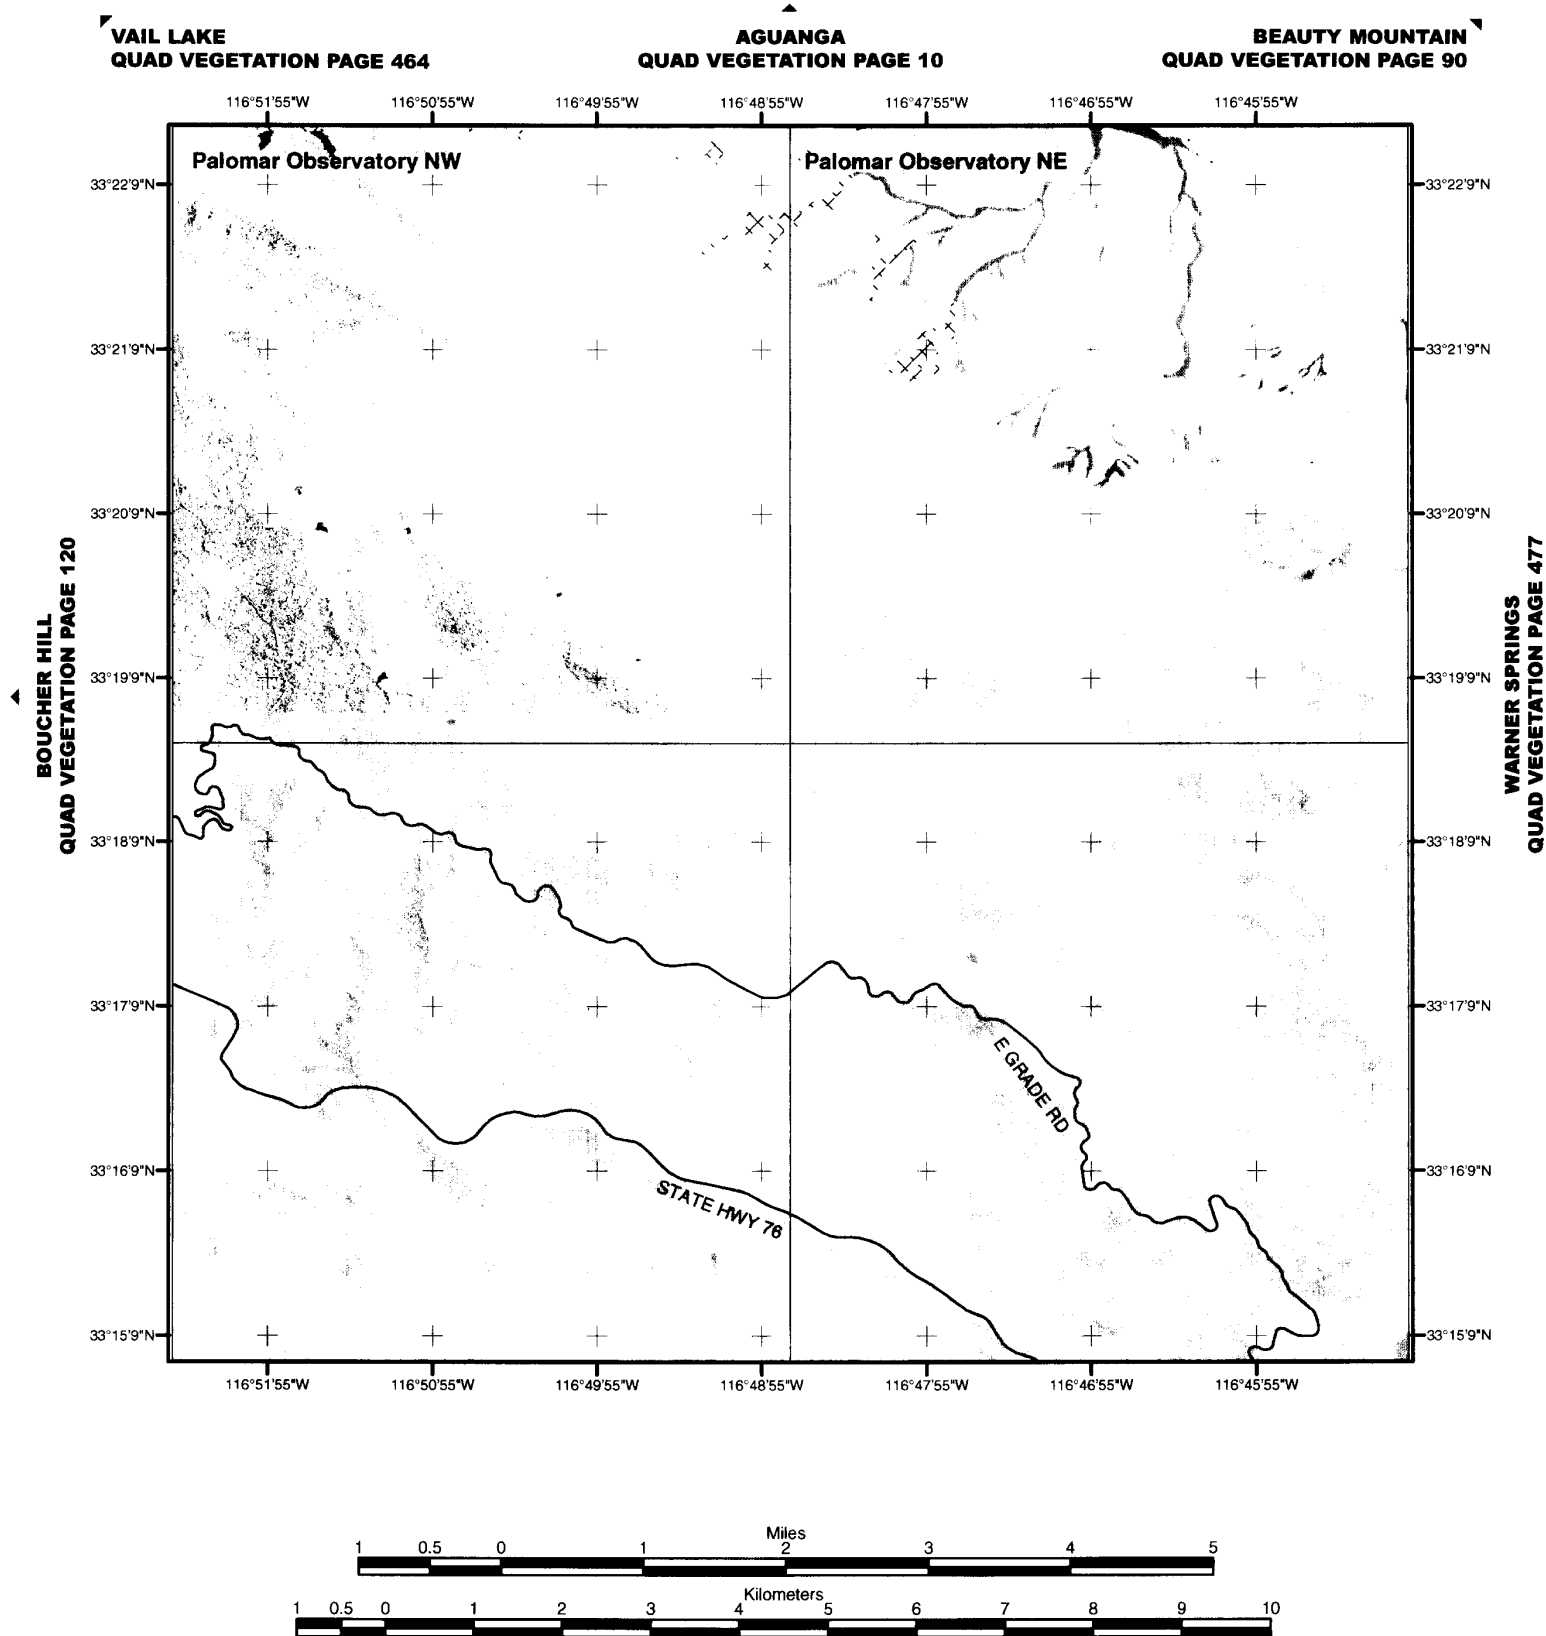 VAIL LAKE
QUAD VEGETATION PAGE 464
AGUANGA
QUAD VEGETATION PAGE 10
BEAUTY MOUNTAIN
QUAD VEGETATION PAGE 90
116°51'55"W 116°50'55"W 116°49'55"W 116°48'55"W 116°47'55"W 116°46'55"W 116°45'55"W
Palomar Observatory NW
Palomar Observatory NE
33°22'9"N 33°22'9"N
33°21'9"N 33°21'9"N
33°20'9"N 33°20'9"N
BOUCHER HILL
QUAD VEGETATION PAGE 120
WARNER SPRINGS
QUAD VEGETATION PAGE 477
33°19'9"N 33°19'9"N
33°18'9"N 33°18'9"N
33°17'9"N 33°17'9"N
E GRADE RD
33°16'9"N 33°16'9"N
STATE HWY 76
33°15'9"N 33°15'9"N
116°51'55"W 116°50'55"W 116°49'55"W 116°48'55"W 116°47'55"W 116°46'55"W 116°45'55"W
Miles
1 0.5 0 1 2 3 4 5
Kilometers
1 0.5 0 1 2 3 4 5 6 7 8 9 10